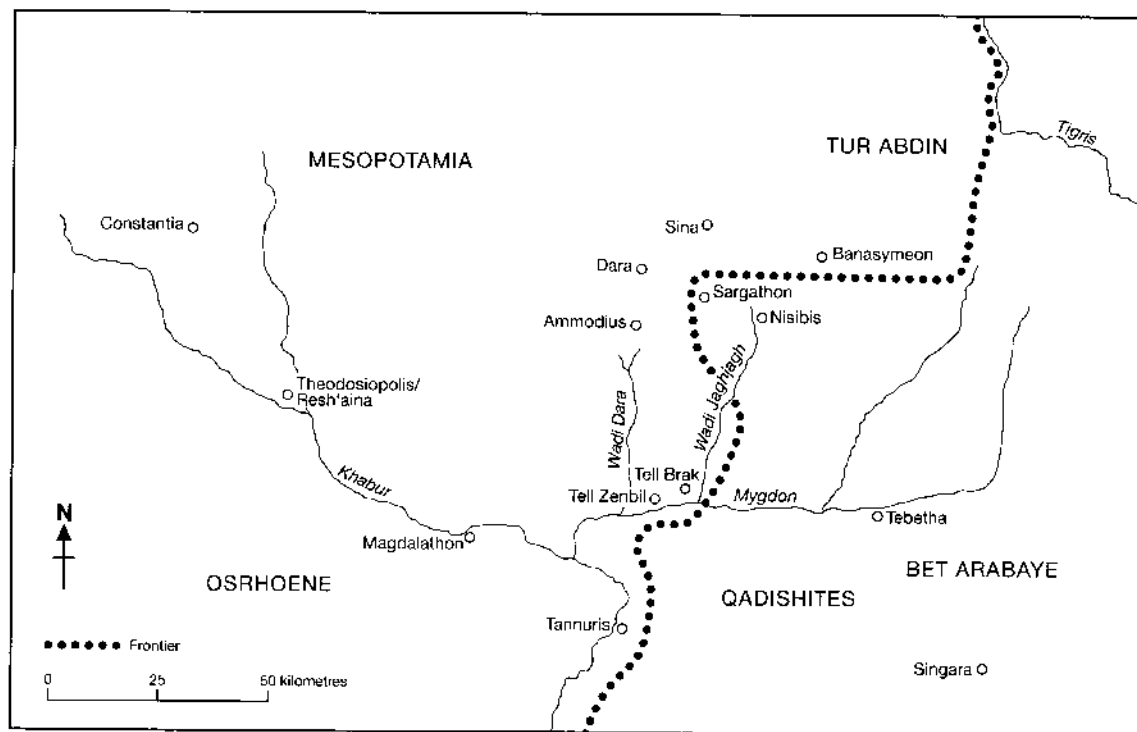 Tigris
TUR ABDIN
MESOPOTAMIA
Constantia
Sina
Banasymeon
Dara
Sargathon
Nisibis
Ammodius
Wadi Jaghjagh
Theodosiopolis/
Resh'aina
Wadi Dara
Khabur
Tell Brak
Tell Zenbil
Mygdon
Tebetha
N
Magdalathon
BET ARABAYE
OSRHOENE
QADISHITES
Tannuris
Frontier
Singara
0 25 50 kilometres